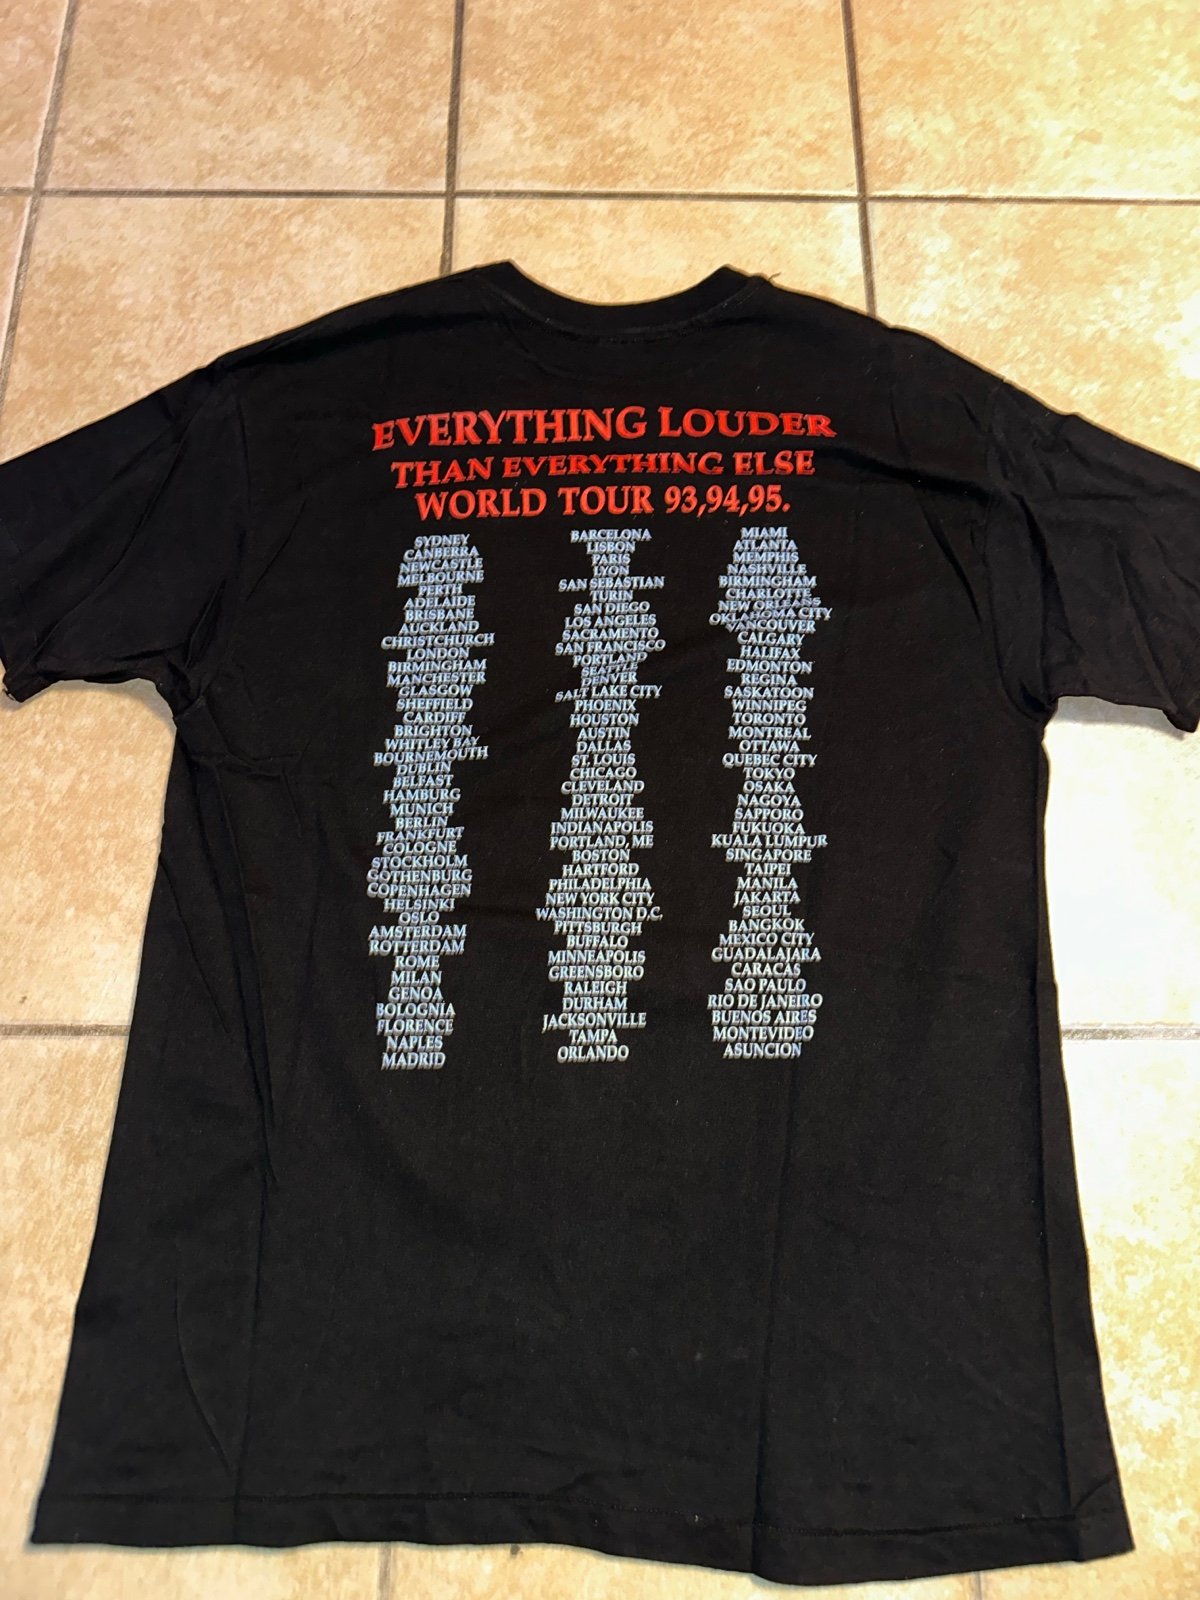 EVERYTHING LOUDER
THAN EVERYTHING ELSE
WORLD TOUR 93,94,95.
SYDNEY
CANBERRA
NEWCASTLE
MELBOURNE
PERTH
ADELAIDE
BRISBANE
AUCKLAND
CHRISTCHURCH
LONDON
BIRMINGHAM
MANCHESTER
GLASGOW
SHEFFIELD
CARDIFF
BRIGHTON
WHITLEY BAY
BOURNEMOUTH
DUBLIN
BELFAST
HAMBURG
MUNICH
BERLIN
FRANKFURT
COLOGNE
STOCKHOLM
GOTHENBURG
COPENHAGEN
HELSINKI
OSLO
AMSTERDAM
ROTTERDAM
ROME
MILAN
GENOA
BOLOGNIA
FLORENCE
NAPLES
MADRID
BARCELONA
LISBON
PARIS
LYON
SAN SEBASTIAN
TURIN
SAN DIEGO
LOS ANGELES
SACRAMENTO
SAN FRANCISCO
PORTLAND
SEATTLE
DENVER
SALT LAKE CITY
PHOENIX
HOUSTON
AUSTIN
DALLAS
ST. LOUIS
CHICAGO
CLEVELAND
DETROIT
MILWAUKEE
INDIANAPOLIS
PORTLAND, ME
BOSTON
HARTFORD
PHILADELPHIA
NEW YORK CITY
WASHINGTON D.C.
PITTSBURGH
BUFFALO
MINNEAPOLIS
GREENSBORO
RALEIGH
DURHAM
JACKSONVILLE
TAMPA
ORLANDO
MIAMI
ATLANTA
MEMPHIS
NASHVILLE
BIRMINGHAM
CHARLOTTE
NEW ORLEANS
OKLAHOMA CITY
VANCOUVER
CALGARY
HALIFAX
EDMONTON
REGINA
SASKATOON
WINNIPEG
TORONTO
MONTREAL
OTTAWA
QUEBEC CITY
TOKYO
OSAKA
NAGOYA
SAPPORO
FUKUOKA
KUALA LUMPUR
SINGAPORE
TAIPEI
MANILA
JAKARTA
SEOUL
BANGKOK
MEXICO CITY
GUADALAJARA
CARACAS
SAO PAULO
RIO DE JANEIRO
BUENOS AIRES
MONTEVIDEO
ASUNCION